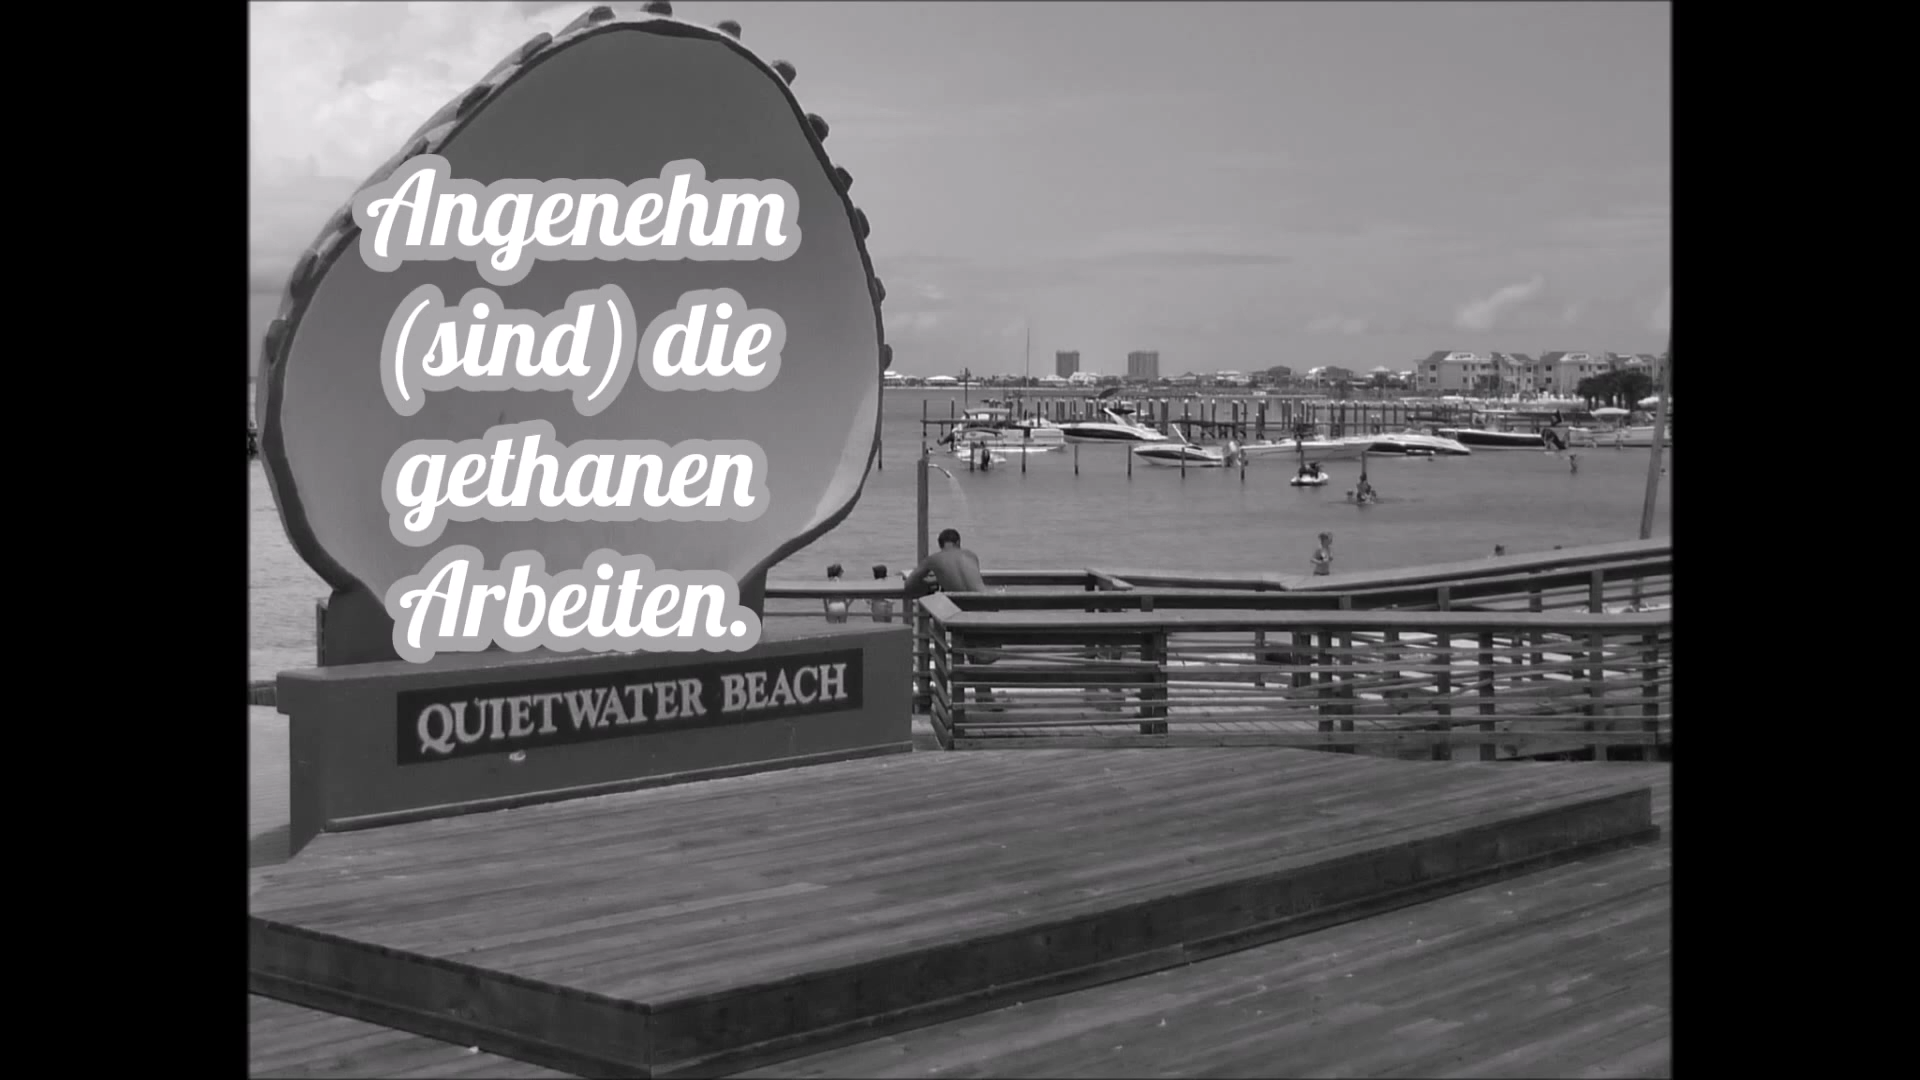 Angenehm
(sind) die
gethanen
Arbeiten.
QUIETWATER BEACH